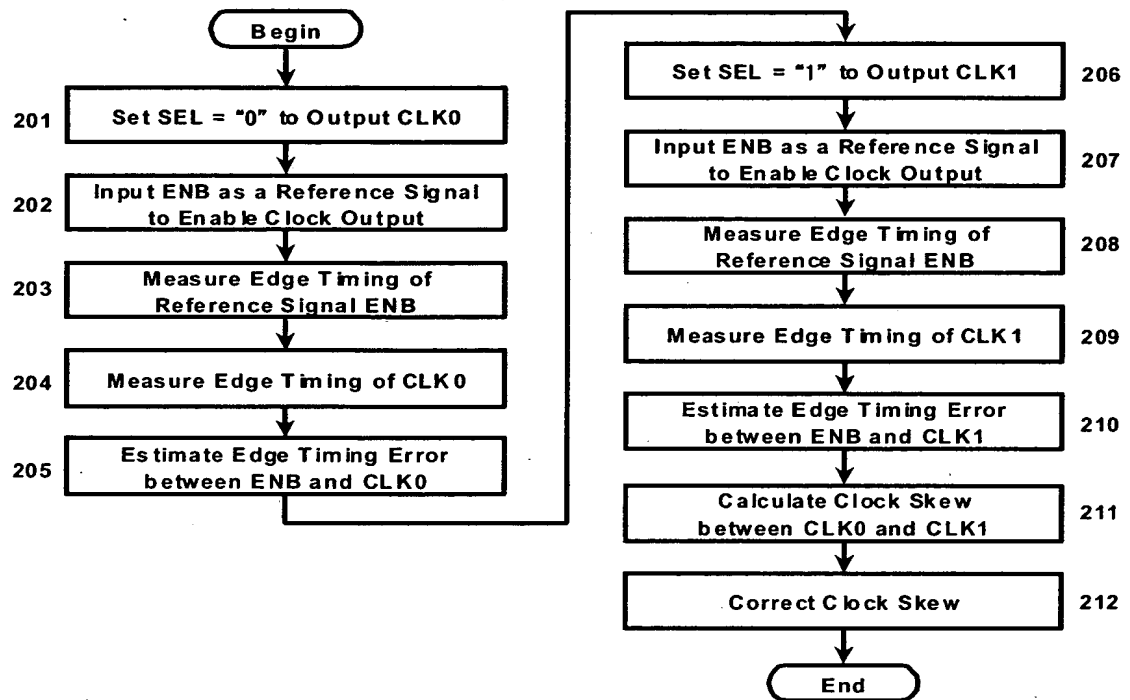 Begin
201
Set SEL = "0" to Output CLK0
202
Input ENB as a Reference Signal
to Enable Clock Output
203
Measure Edge Timing of
Reference Signal ENB
204
Measure Edge Timing of CLK0
205
Estimate Edge Timing Error
between ENB and CLK0
Set SEL = "1" to Output CLK1
206
Input ENB as a Reference Signal
to Enable Clock Output
207
Measure Edge Timing of
Reference Signal ENB
208
Measure Edge Timing of CLK1
209
Estimate Edge Timing Error
between ENB and CLK1
210
Calculate Clock Skew
between CLK0 and CLK1
211
Correct Clock Skew
212
End